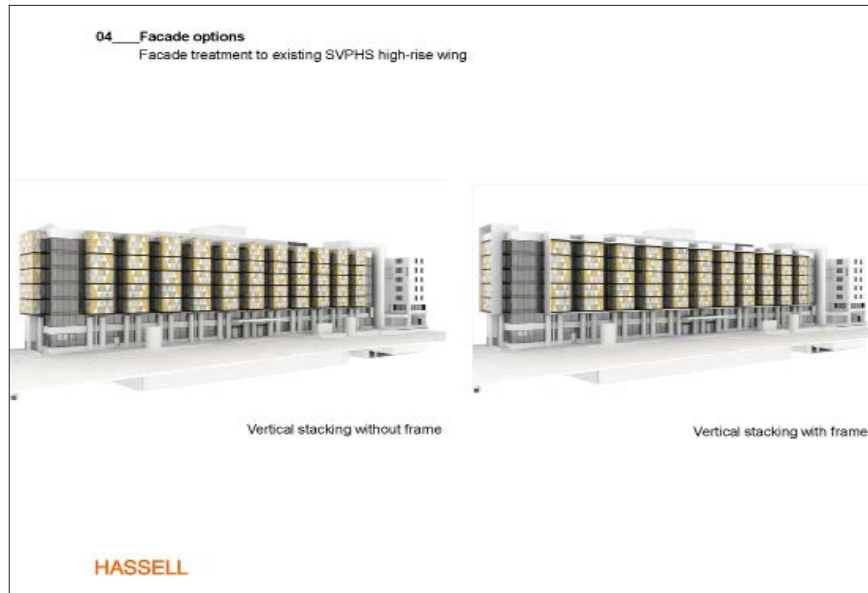 04___Facade options
Facade treatment to existing SVPHS high-rise wing
Vertical stacking without frame
Vertical stacking with frame
HASSELL